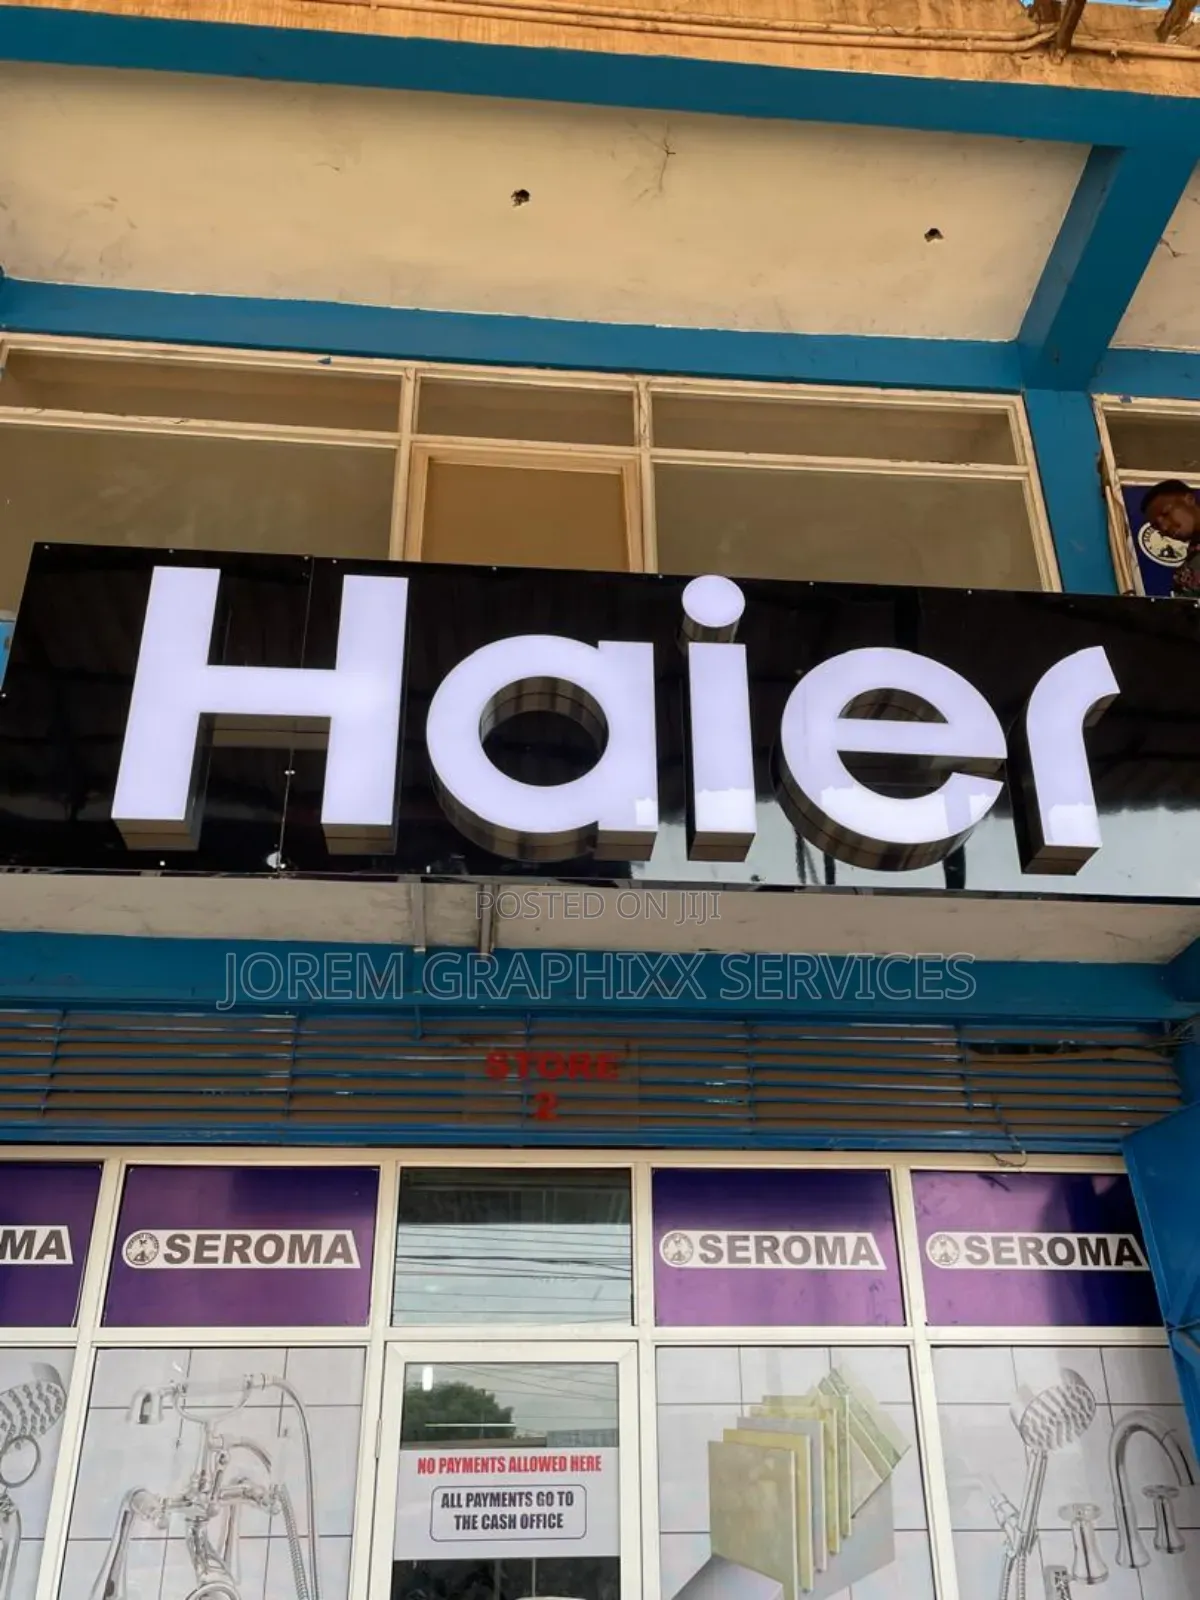 Haier
POSTED ON JIJI
JOREM GRAPHIXX SERVICES
STORE
2
MA
SEROMA
SEROMA
SEROMA
NO PAYMENTS ALLOWED HERE
ALL PAYMENTS GO TO
THE CASH OFFICE